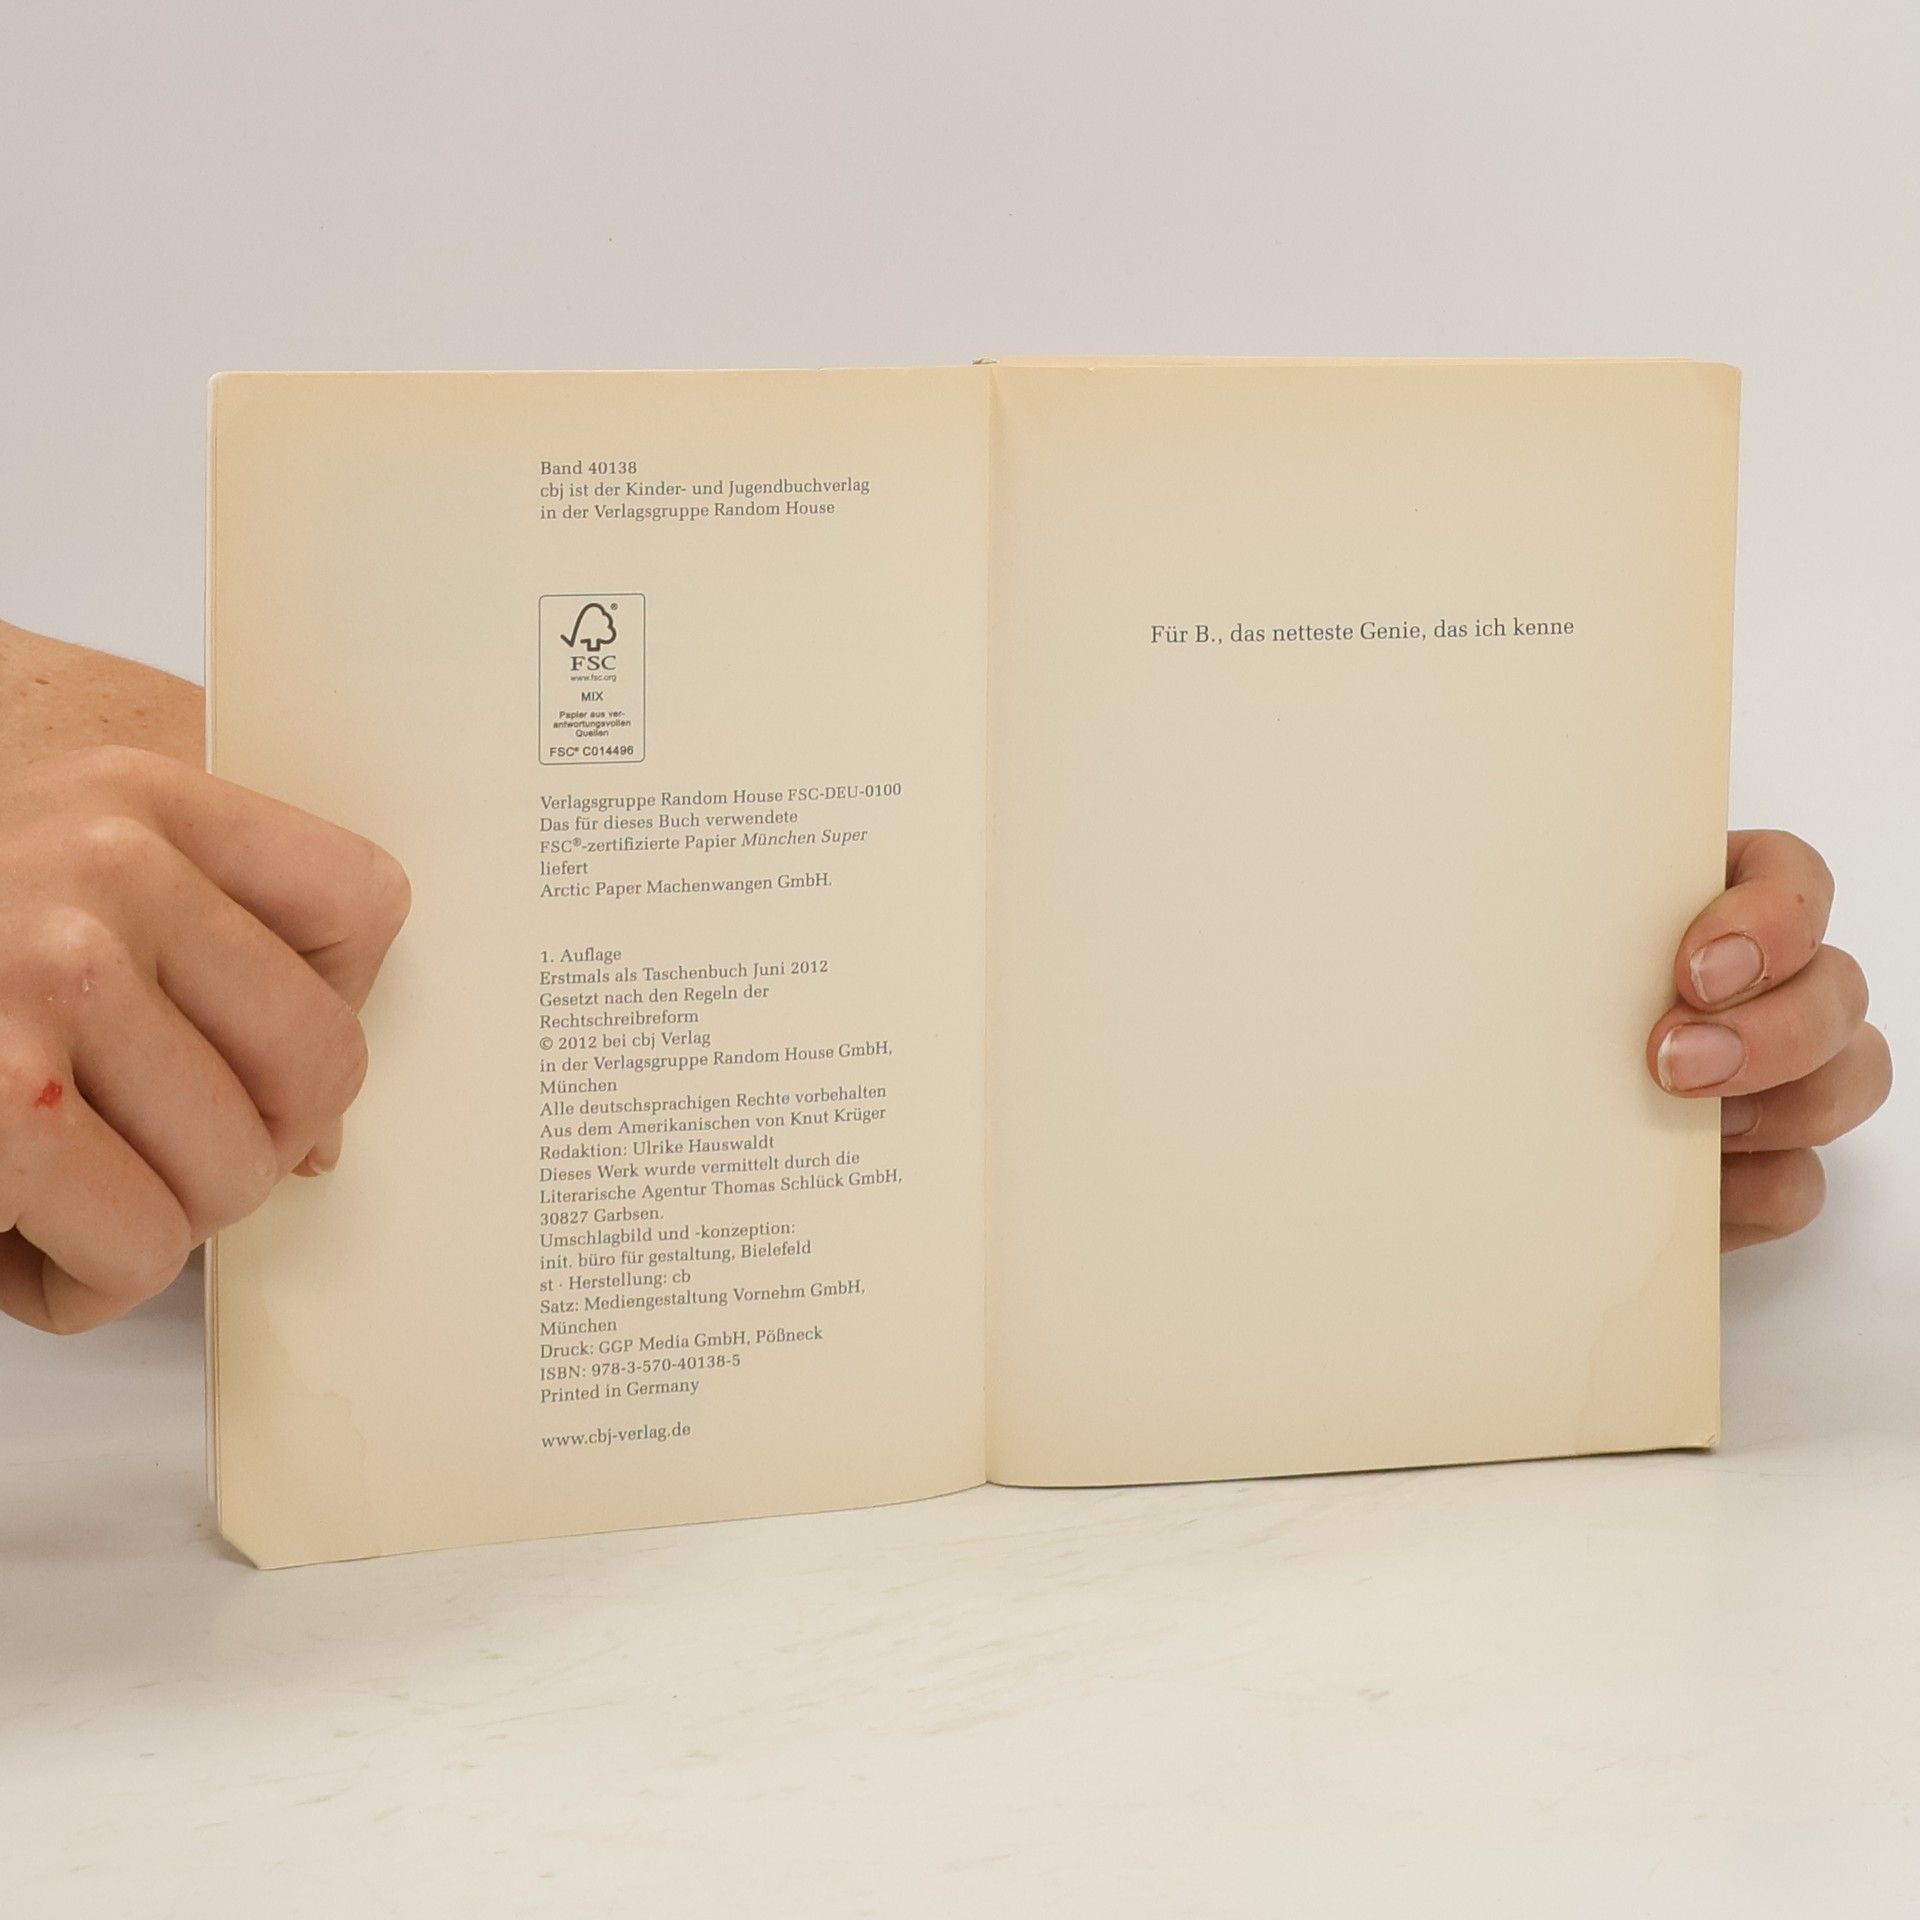 Band 40138
cbj ist der Kinder- und Jugendbuchverlag
in der Verlagsgruppe Random House
®
FSC
www.fsc.org
MIX
Papier aus ver-
antwortungsvollen
Quellen
FSC® C014496
Verlagsgruppe Random House FSC-DEU-0100
Das für dieses Buch verwendete
FSC®-zertifizierte Papier München Super
liefert
Arctic Paper Machenwangen GmbH.
1. Auflage
Erstmals als Taschenbuch Juni 2012
Gesetzt nach den Regeln der
Rechtschreibreform
© 2012 bei cbj Verlag
in der Verlagsgruppe Random House GmbH,
München
Alle deutschsprachigen Rechte vorbehalten
Aus dem Amerikanischen von Knut Krüger
Redaktion: Ulrike Hauswaldt
Dieses Werk wurde vermittelt durch die
Literarische Agentur Thomas Schlück GmbH,
30827 Garbsen.
Umschlagbild und -konzeption:
init. büro für gestaltung, Bielefeld
st · Herstellung: cb
Satz: Mediengestaltung Vornehm GmbH,
München
Druck: GGP Media GmbH, Pößneck
ISBN: 978-3-570-40138-5
Printed in Germany
www.cbj-verlag.de
Für B., das netteste Genie, das ich kenne